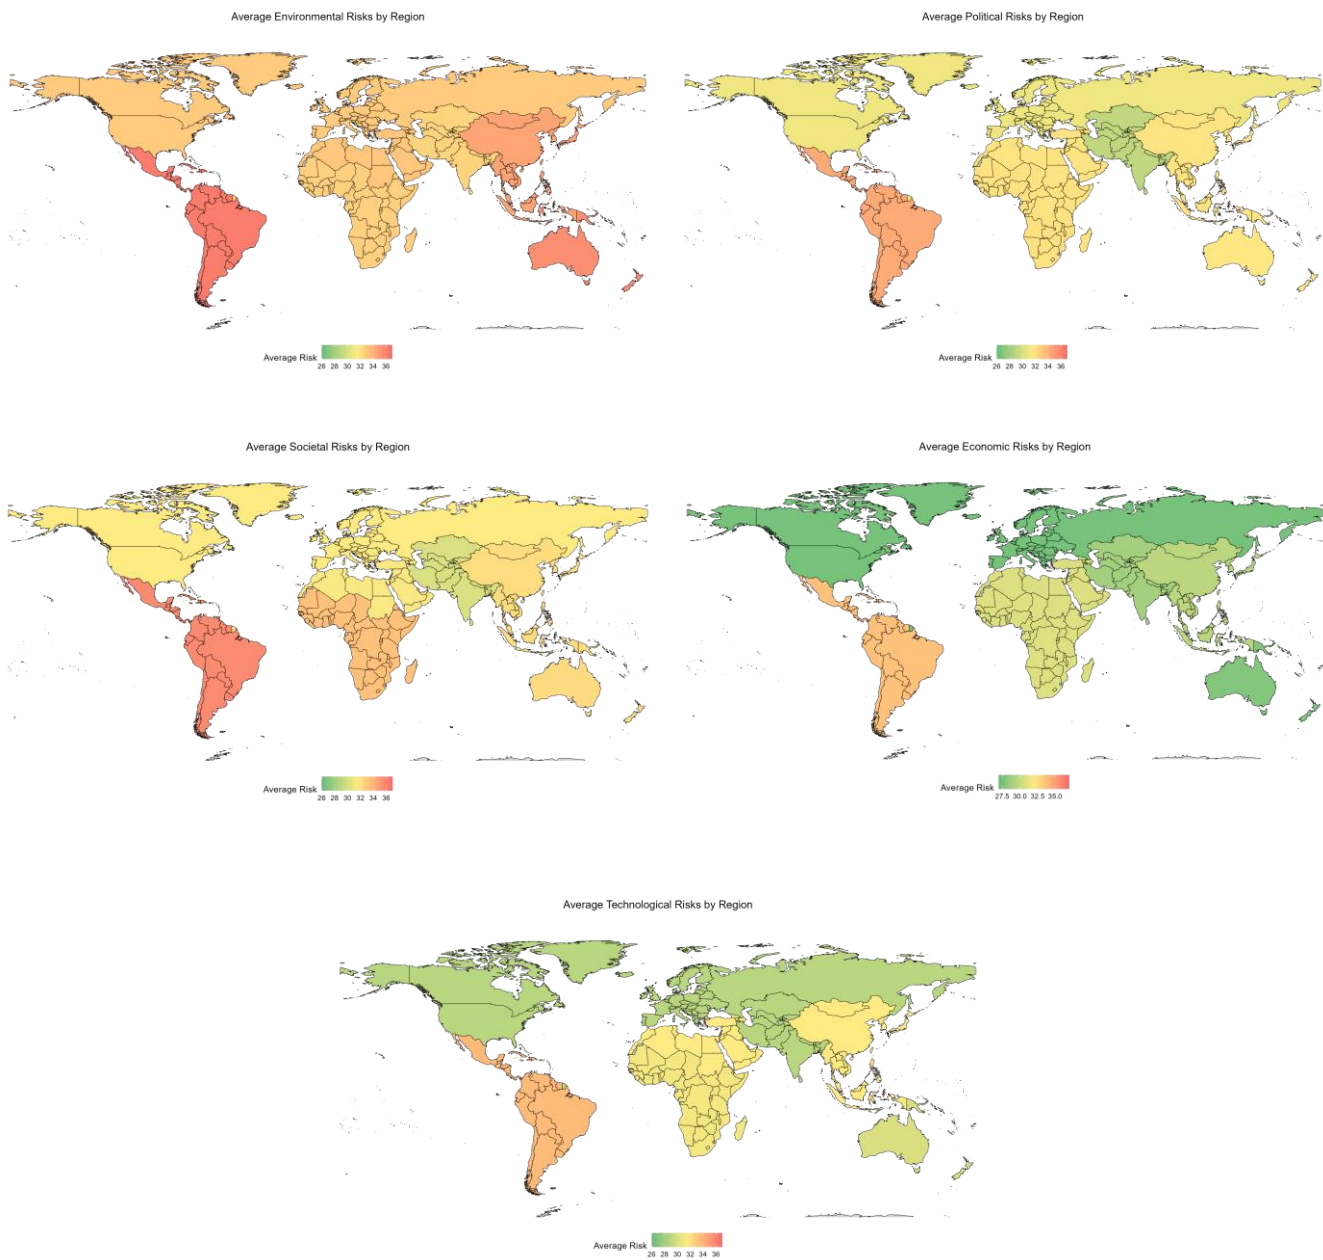 Average Environmental Risks by Region
Average Political Risks by Region
Average Risk
26 28 30 32 34 36
Average Risk
26 28 30 32 34 36
Average Societal Risks by Region
Average Economic Risks by Region
Average Risk
26 28 30 32 34 36
Average Risk
27.5 30.0 32.5 35.0
Average Technological Risks by Region
Average Risk
26 28 30 32 34 36